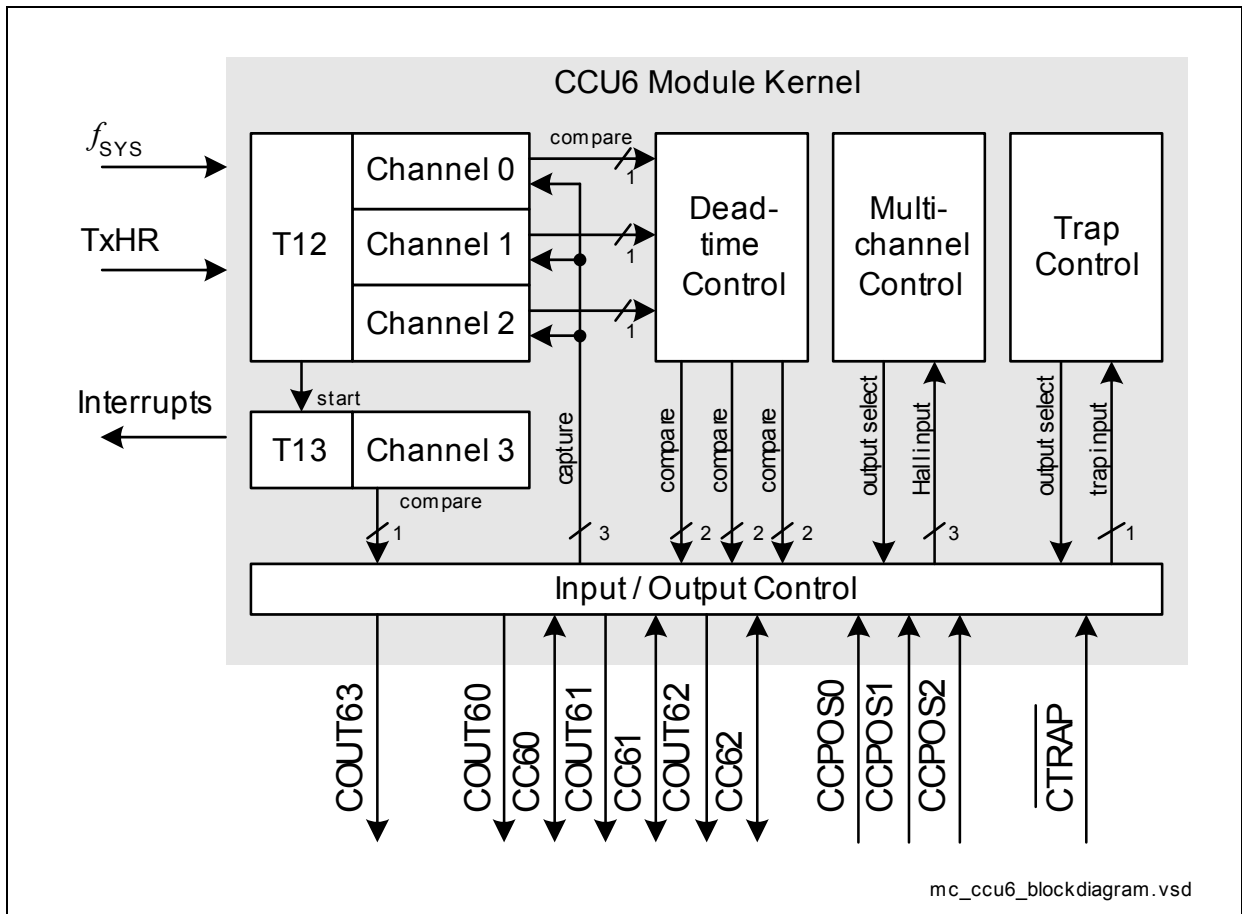 CCU6 Module Kernel
fSYS
TxHR
Interrupts
T12
Channel 0
Channel 1
Channel 2
compare
1
1
1
Dead-
time
Control
Multi-
channel
Control
Trap
Control
start
T13
Channel 3
compare
1
capture
3
compare
2
compare
2
compare
2
output select
Hall input
3
output select
trap input
1
Input / Output Control
COUT63
COUT60
CC60
COUT61
CC61
COUT62
CC62
CCPOS0
CCPOS1
CCPOS2
CTRAP
mc_ccu6_blockdiagram.vsd